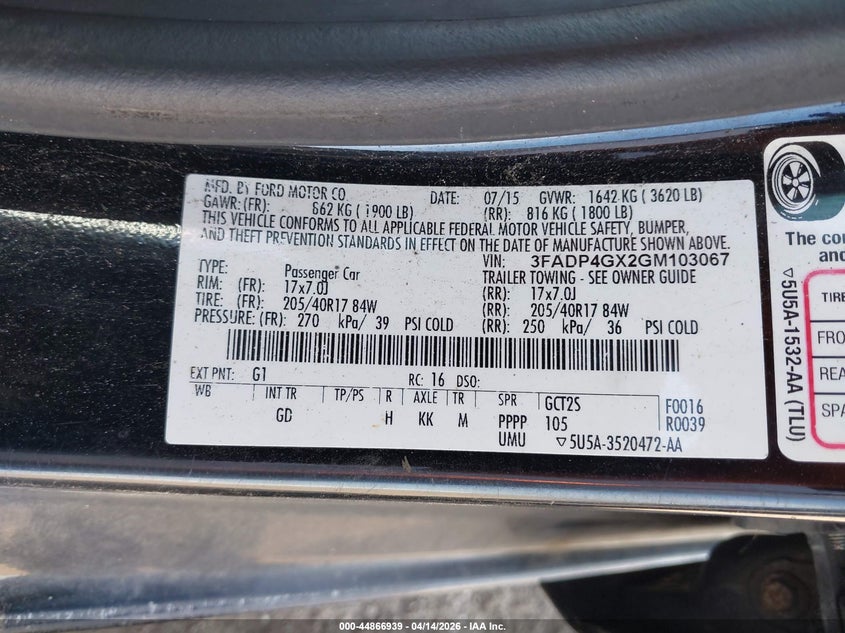 MFD. BY FORD MOTOR CO. DATE: 07/15 GVWR: 1642 KG ( 3620 LB)
GAWR: (FR): 862 KG ( 1900 LB) (RR): 816 KG ( 1800 LB)
THIS VEHICLE CONFORMS TO ALL APPLICABLE FEDERAL MOTOR VEHICLE SAFETY, BUMPER,
AND THEFT PREVENTION STANDARDS IN EFFECT ON THE DATE OF MANUFACTURE SHOWN ABOVE.
VIN: 3FADP4GX2GM103067
TYPE: Passenger Car TRAILER TOWING - SEE OWNER GUIDE
RIM: (FR): 17x7.0J (RR): 17x7.0J
TIRE: (FR): 205/40R17 84W (RR): 205/40R17 84W
PRESSURE: (FR): 270 kPa/ 39 PSI COLD (RR): 250 kPa/ 36 PSI COLD
EXT PNT: G1 RC: 16 DSO:
WB INT TR TP/PS R AXLE TR SPR GCT2S F0016
GD H KK M PPPP 105 R0039
UMU ▽5U5A-3520472-AA
The co
and
▽5U5A-1532-AA (TLU)
TIRE
FRO
REA
SPA
000-44866939 - 04/14/2026 - IAA Inc.